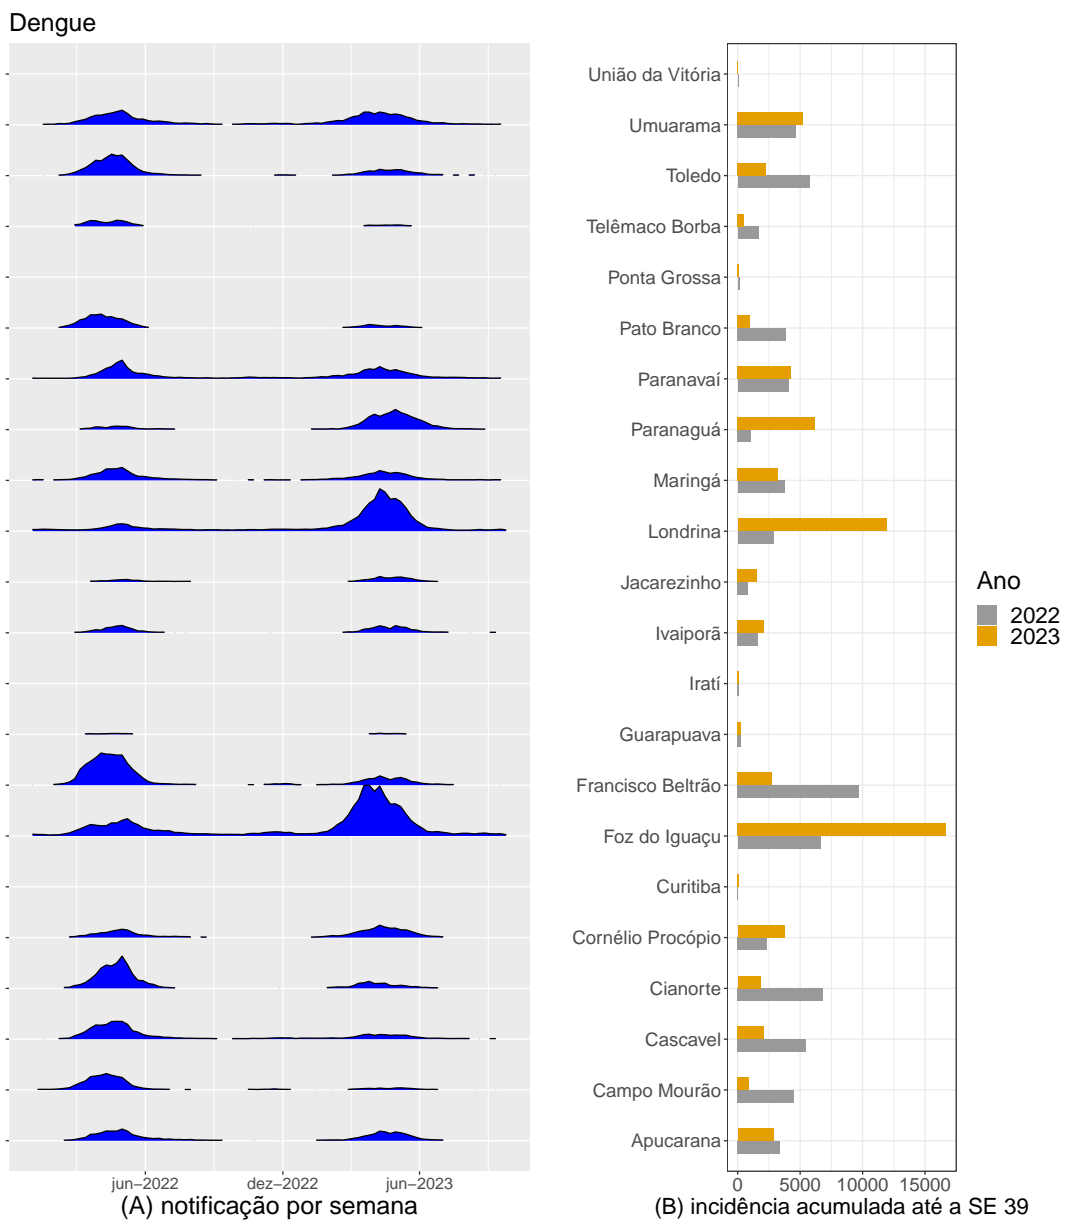 Dengue
União da Vitória
Umuarama
Toledo
Telêmaco Borba
Ponta Grossa
Pato Branco
Paranavaí
Paranaguá
Maringá
Londrina
Jacarezinho
Ivaiporã
Iratí
Guarapuava
Francisco Beltrão
Foz do Iguaçu
Curitiba
Cornélio Procópio
Cianorte
Cascavel
Campo Mourão
Apucarana
Ano
2022
2023
jun−2022 dez−2022 jun−2023
(A) notificação por semana
0 5000 10000 15000
(B) incidência acumulada até a SE 39